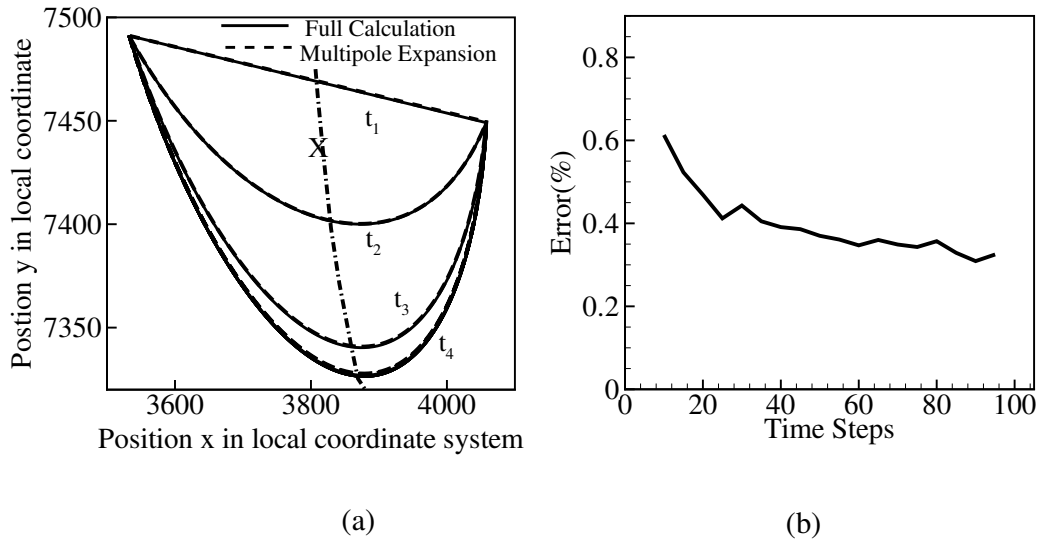 7500
7450
7400
7350
Postion y in local coordinate
Full Calculation
Multipole Expansion
t1
X
t2
t3
t4
3600 3800 4000
Position x in local coordinate system
(a)
Error(%)
0.8
0.6
0.4
0.2
0
0 20 40 60 80 100
Time Steps
(b)